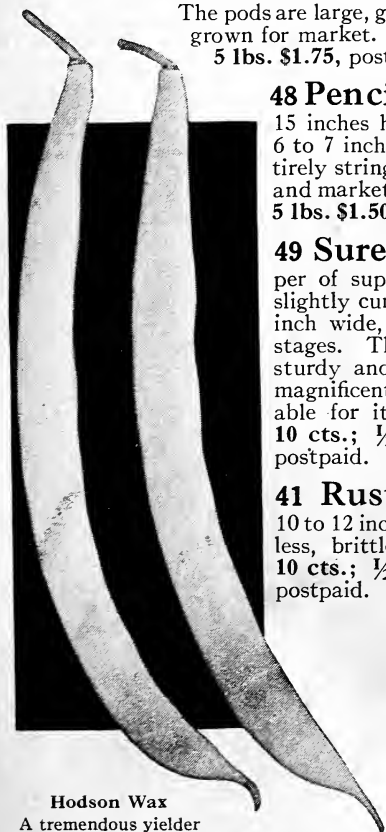 The pods are large, g
grown for market.
5 lbs. $1.75, post
48 Penci
15 inches h
6 to 7 inch
tirely string
and market
5 lbs. $1.50
49 Sure
per of sup
slightly cur
inch wide,
stages. Th
sturdy and
magnificent
able for it
10 cts.; ½
postpaid.
41 Rust
10 to 12 inc
less, brittl
10 cts.; ½
postpaid.
Hodson Wax
A tremendous yielder